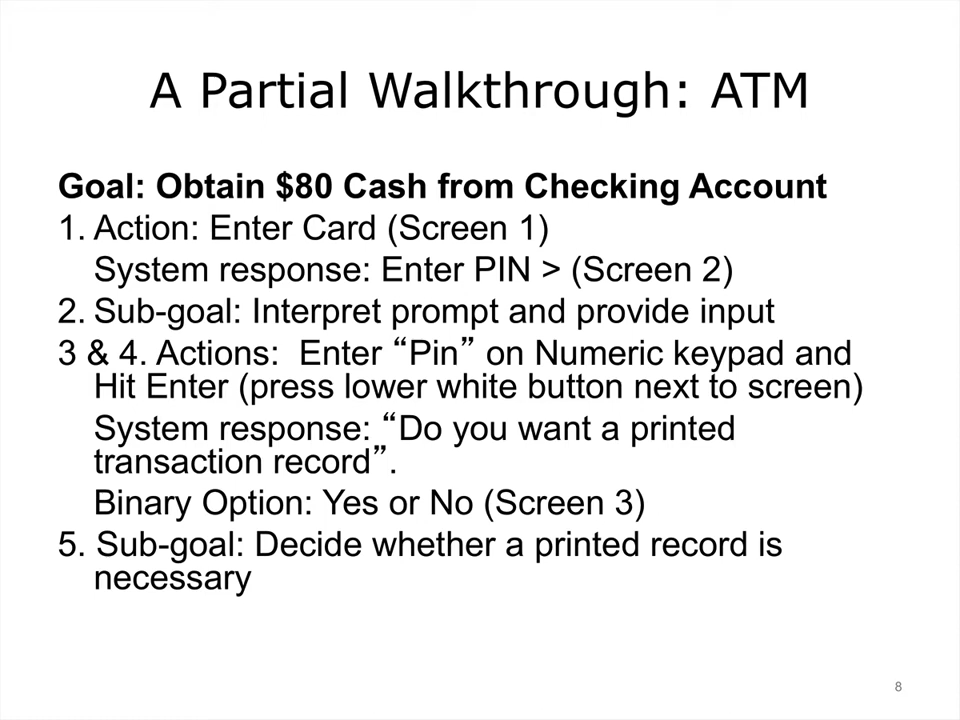 A Partial Walkthrough: ATM
Goal: Obtain $80 Cash from Checking Account
1. Action: Enter Card (Screen 1)
System response: Enter PIN > (Screen 2)
2. Sub-goal: Interpret prompt and provide input
3 & 4. Actions:  Enter “Pin” on Numeric keypad and
Hit Enter (press lower white button next to screen)
System response: “Do you want a printed
transaction record”.
Binary Option: Yes or No (Screen 3)
5. Sub-goal: Decide whether a printed record is
necessary
8